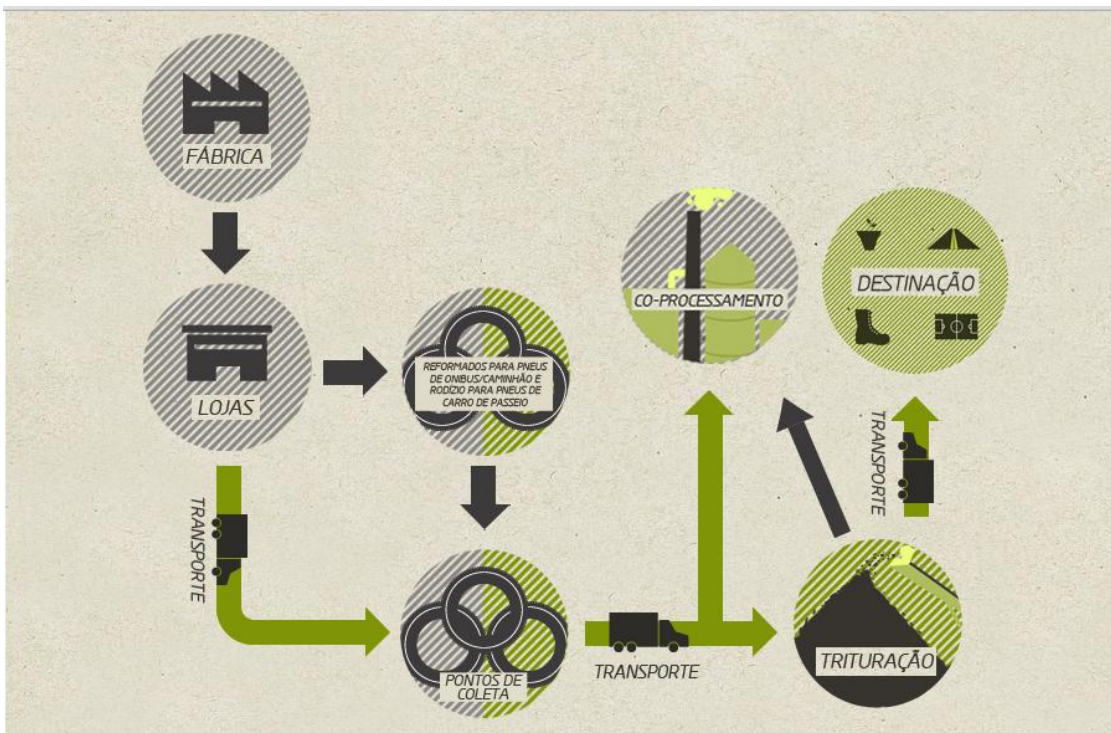 FÁBRICA
LOJAS
REFORMADOS PARA PNEUS
DE ONIBUS/CAMINHÃO E
RODÍZIO PARA PNEUS DE
CARRO DE PASSEIO
TRANSPORTE
PONTOS DE
COLETA
TRANSPORTE
CO-PROCESSAMENTO
TRITURAÇÃO
TRANSPORTE
DESTINAÇÃO